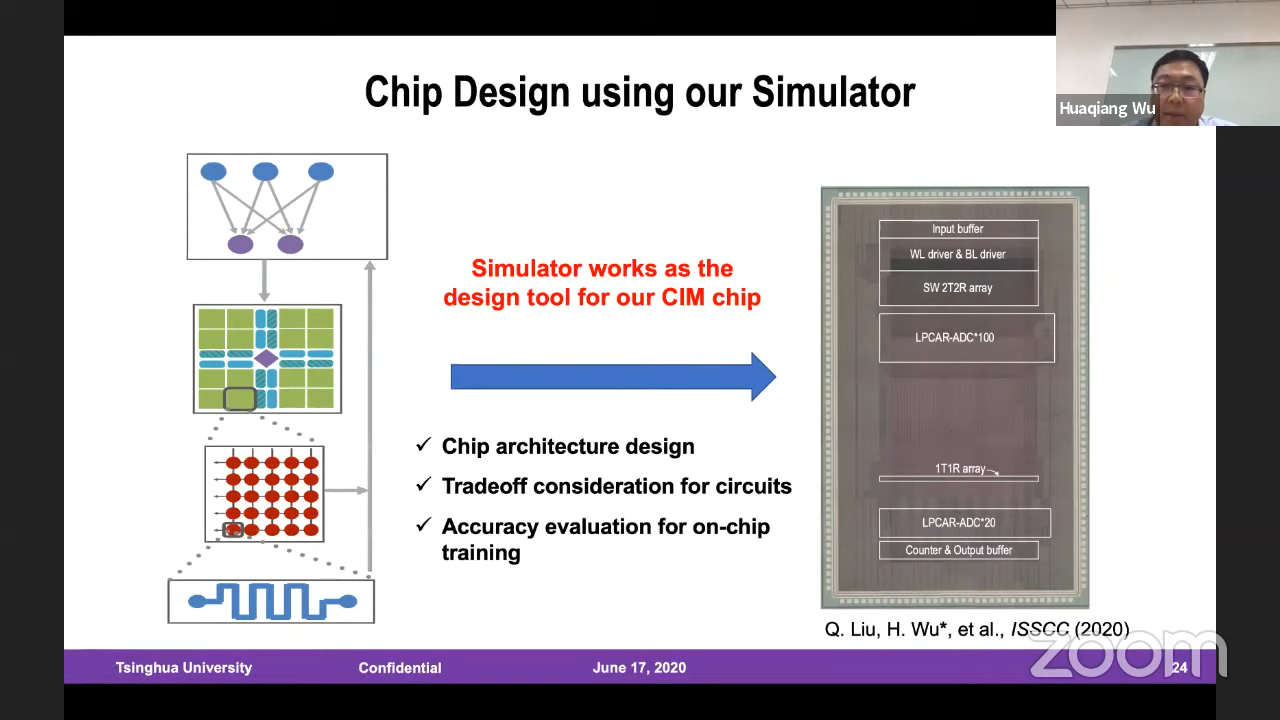 Chip Design using our Simulator
Huaqiang Wu
Simulator works as the
design tool for our CIM chip
✓ Chip architecture design
✓ Tradeoff consideration for circuits
✓ Accuracy evaluation for on-chip
training
Input buffer
WL driver & BL driver
SW 2T2R array
LPCAR-ADC*100
1T1R array
LPCAR-ADC*20
Counter & Output buffer
Q. Liu, H. Wu*, et al., ISSCC (2020)
Tsinghua University
Confidential
June 17, 2020
24
zoom